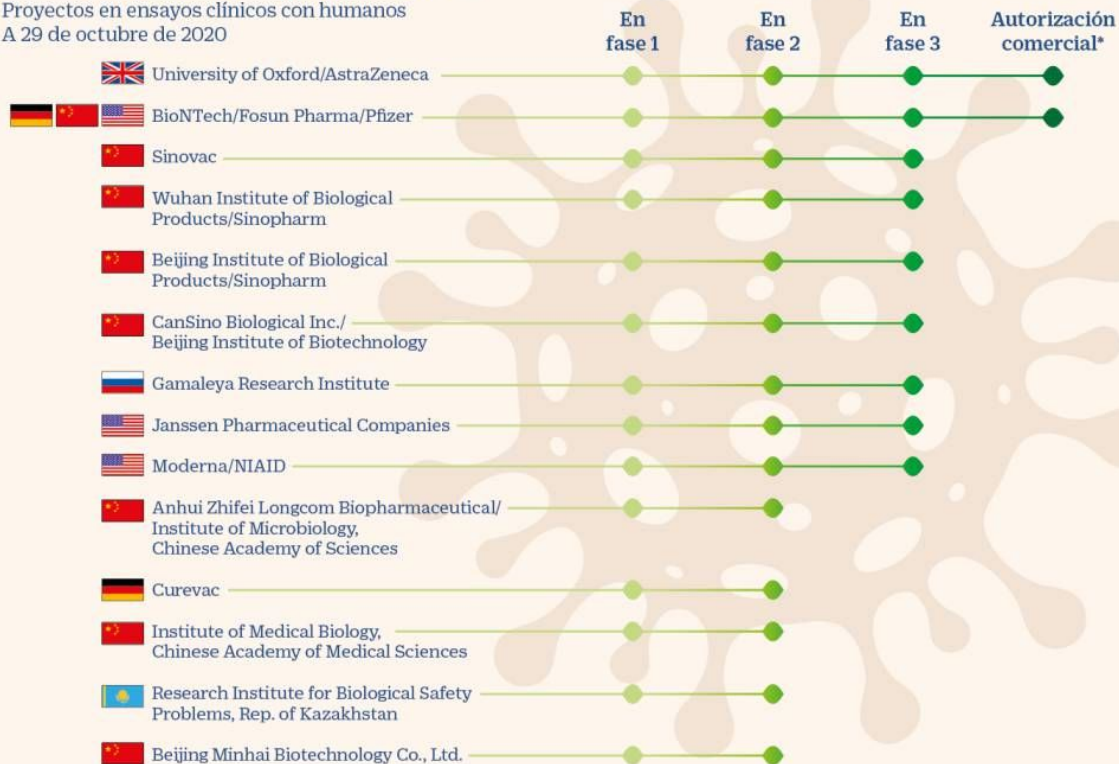 Proyectos en ensayos clínicos con humanos
A 29 de octubre de 2020
En
fase 1
En
fase 2
En
fase 3
Autorización
comercial*
University of Oxford/AstraZeneca
BioNTech/Fosun Pharma/Pfizer
Sinovac
Wuhan Institute of Biological
Products/Sinopharm
Beijing Institute of Biological
Products/Sinopharm
CanSino Biological Inc./
Beijing Institute of Biotechnology
Gamaleya Research Institute
Janssen Pharmaceutical Companies
Moderna/NIAID
Anhui Zhifei Longcom Biopharmaceutical/
Institute of Microbiology,
Chinese Academy of Sciences
Curevac
Institute of Medical Biology,
Chinese Academy of Medical Sciences
Research Institute for Biological Safety
Problems, Rep. of Kazakhstan
Beijing Minhai Biotechnology Co., Ltd.